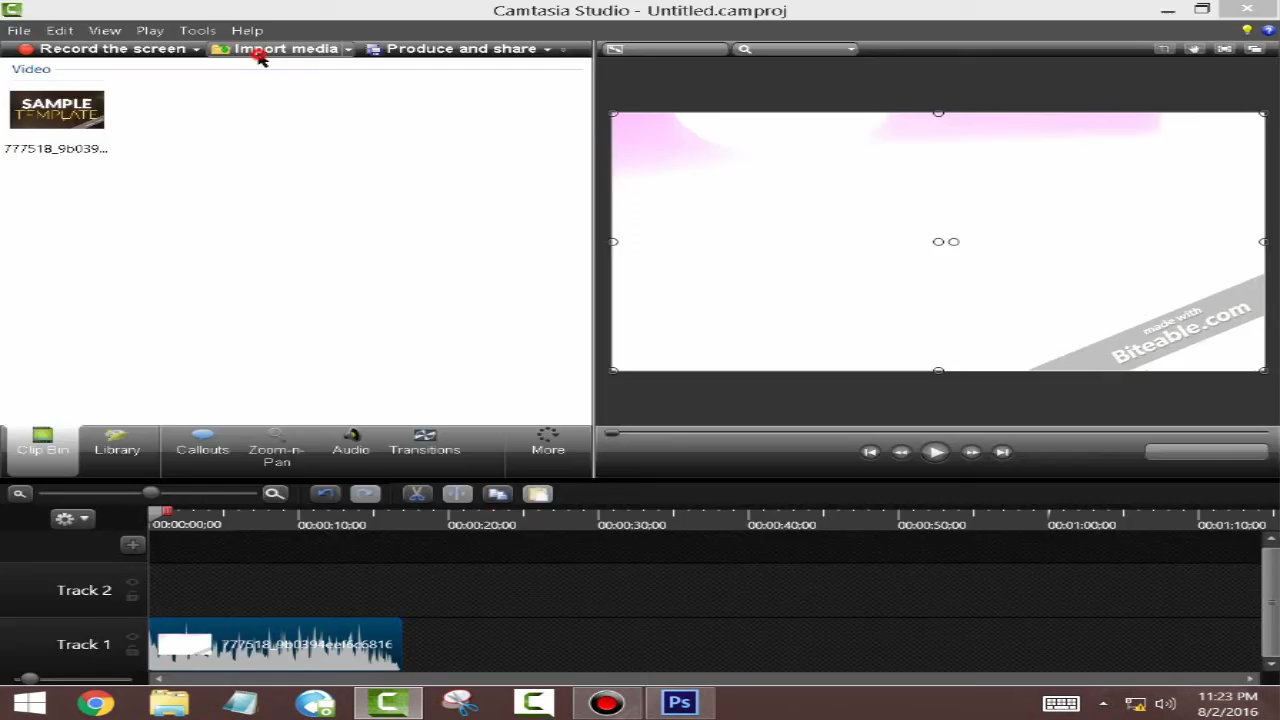 Camtasia Studio - Untitled.camproj
File Edit View Play Tools Help
Record the screen Import media Produce and share
Video
SAMPLE
TEMPLATE
777518_9b039...
made with
Biteable.com
Clip Bin Library Callouts Zoom-n-Pan Audio Transitions More
00:00:00;00 00:00:10;00 00:00:20;00 00:00:30;00 00:00:40;00 00:00:50;00 00:01:00;00 00:01:10;00
Track 2
Track 1 777518_9b0394eef6c6816
Ps
11:23 PM
8/2/2016